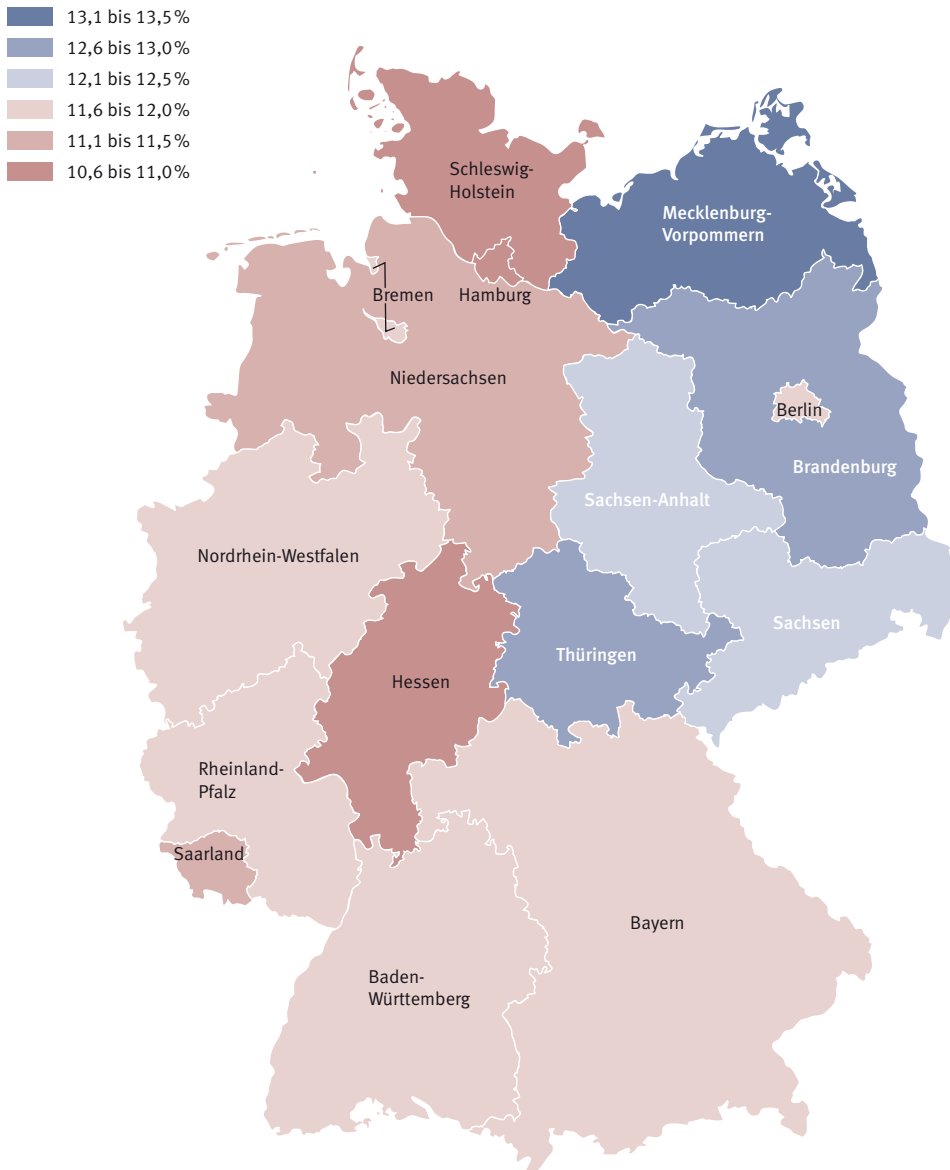 13,1 bis 13,5 %
12,6 bis 13,0 %
12,1 bis 12,5 %
11,6 bis 12,0 %
11,1 bis 11,5 %
10,6 bis 11,0 %
Schleswig-
Holstein
Mecklenburg-
Vorpommern
Bremen
Hamburg
Niedersachsen
Berlin
Brandenburg
Sachsen-Anhalt
Nordrhein-Westfalen
Sachsen
Thüringen
Hessen
Rheinland-
Pfalz
Saarland
Bayern
Baden-
Württemberg